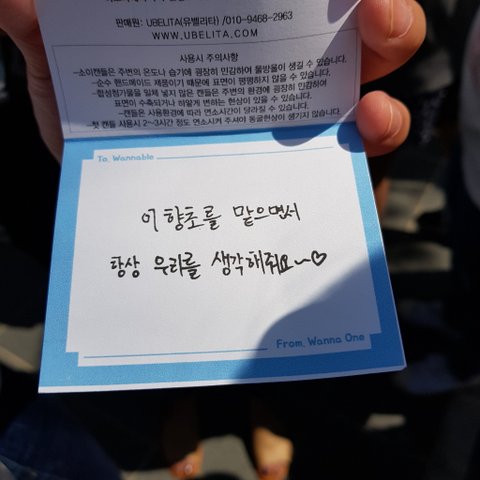 판매원: UBELITA(유벨리타) /010-9468-2963
WWW.UBELITA.COM
사용시 주의사항
-소이캔들은 주변의 온도나 습기에 굉장히 민감하여 물방울이 생길 수 있습니다.
-순수 핸드메이드 제품이기 때문에 표면이 평평하지 않을 수 있습니다.
-합성첨가물을 일체 넣지 않은 캔들은 주변의 환경에 굉장히 민감하여
표면이 수축되거나 하얗게 변하는 현상이 있을 수 있습니다.
-캔들은 사용환경에 따라 연소시간이 달라질 수 있습니다.
-첫 캔들 사용시 2~3시간 정도 연소시켜 주셔야 동굴현상이 생기지 않습니다.
To. Wannable
이 향초를 맡으면서
항상 우리를 생각해줘요~♡
From. Wanna One